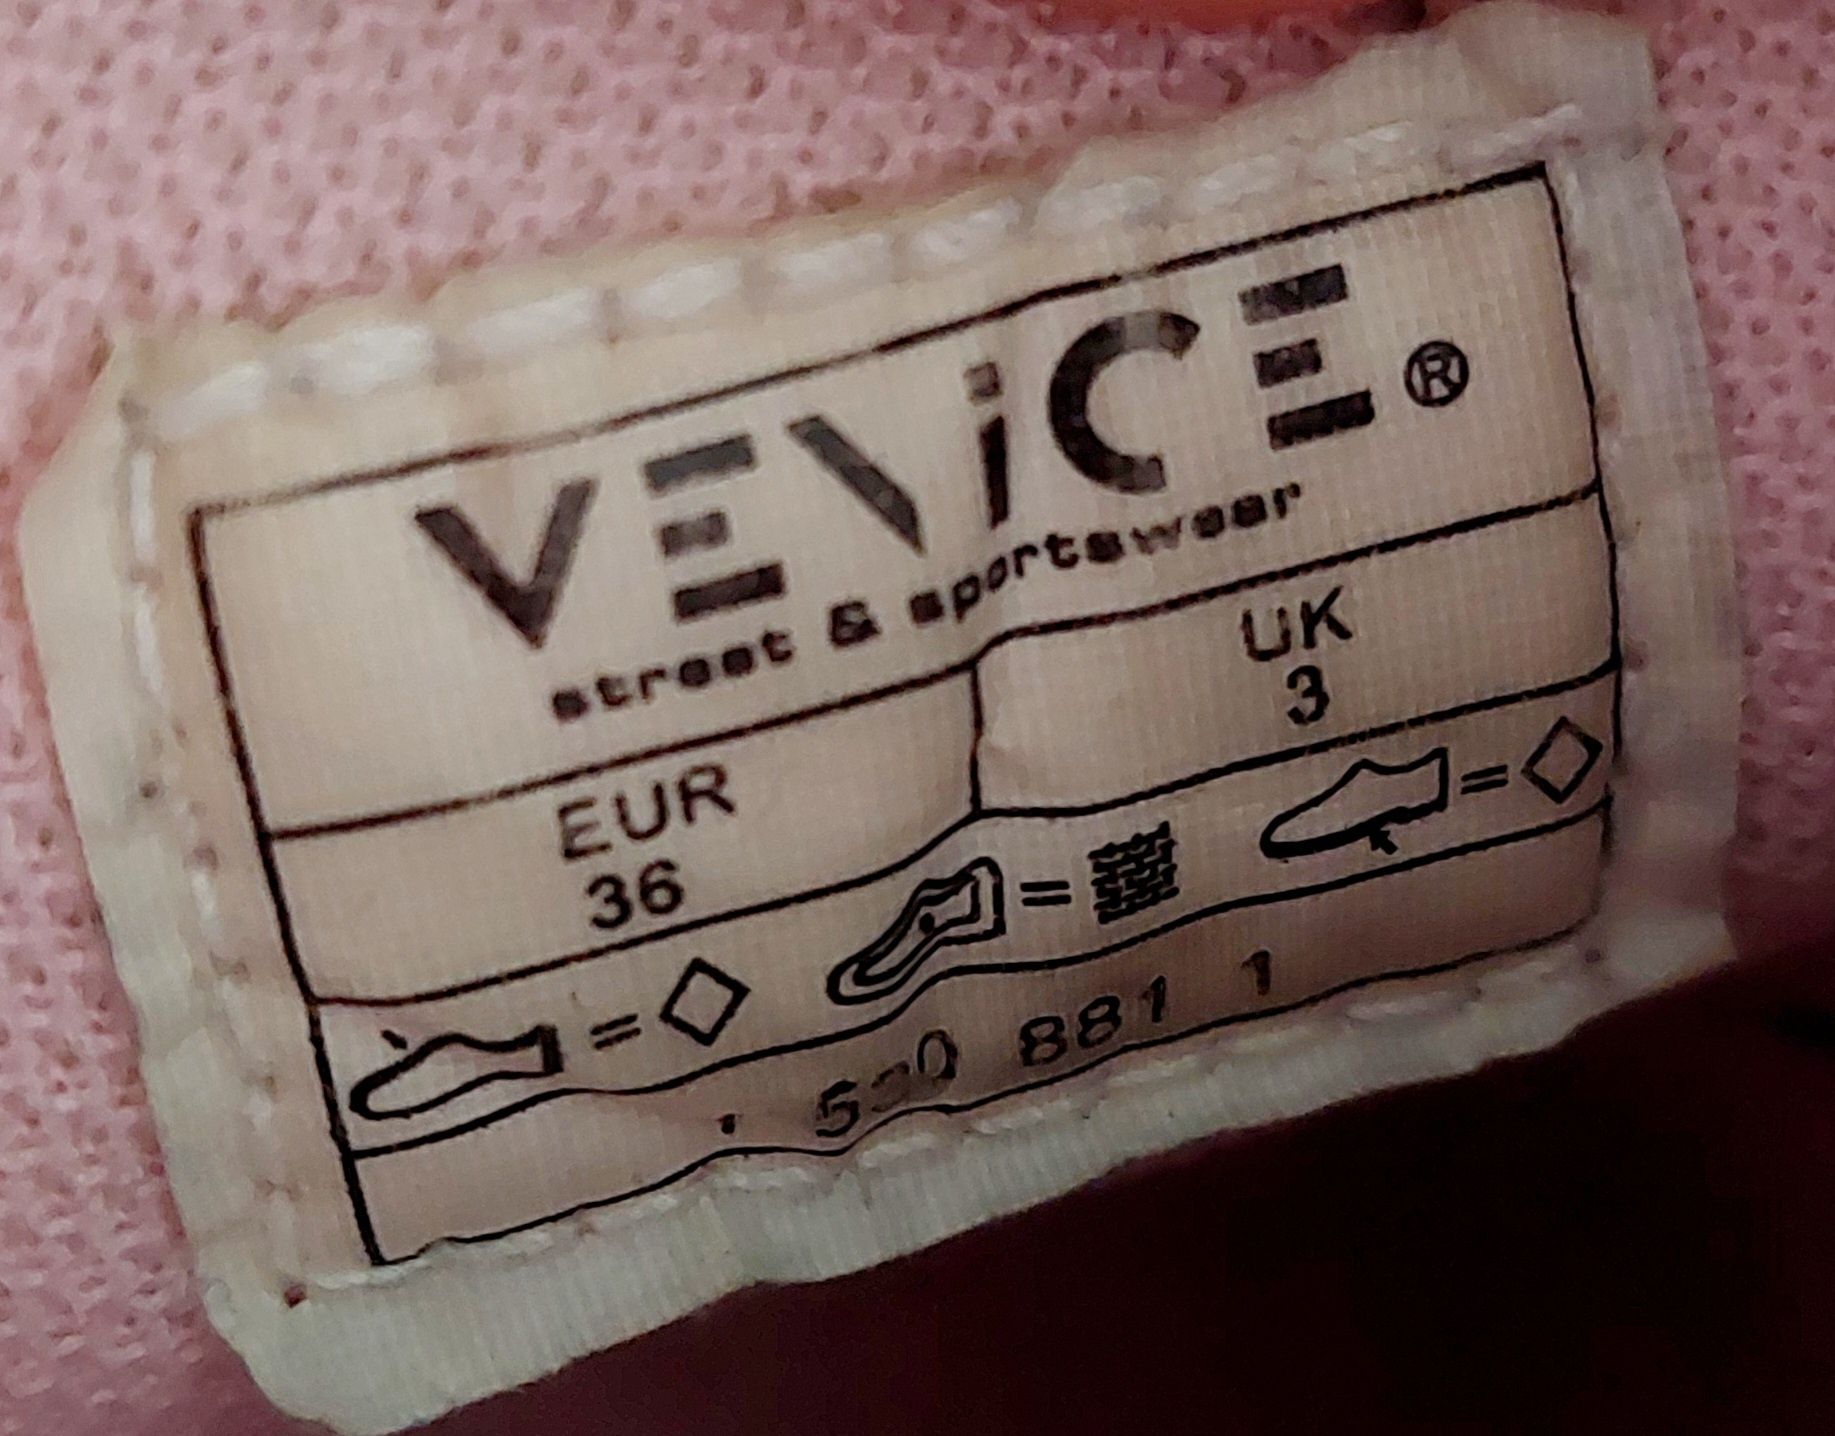 VENiCE®
street & sportswear
EUR UK
36 3
= = =
881 1